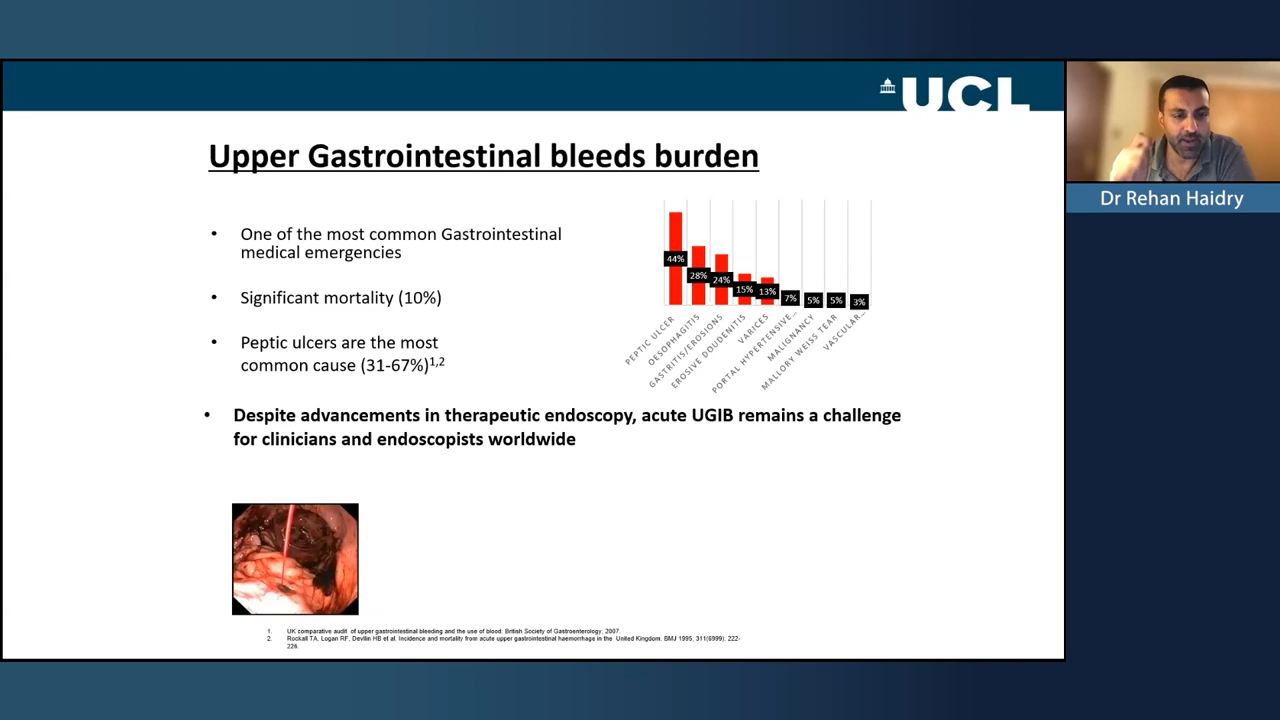 UCL
Upper Gastrointestinal bleeds burden
• One of the most common Gastrointestinal
medical emergencies
• Significant mortality (10%)
• Peptic ulcers are the most
common cause (31-67%)1,2
44%
28%
24%
15%
13%
7%
5%
5%
3%
PEPTIC ULCER
OESOPHAGITIS
GASTRITIS/EROSIONS
EROSIVE DOUDENITIS
VARICES
PORTAL HYPERTENSIVE…
MALIGNANCY
MALLORY WEISS TEAR
VASCULAR…
• Despite advancements in therapeutic endoscopy, acute UGIB remains a challenge
for clinicians and endoscopists worldwide
1. UK comparative audit of upper gastrointestinal bleeding and the use of blood: British Society of Gastroenterology; 2007.
2. Rockall TA, Logan RF, Devllin HB et al. Incidence and mortality from acute upper gastrointestinal haemorrhage in the United Kingdom. BMJ 1995, 311(6999): 222-
226.
Dr Rehan Haidry